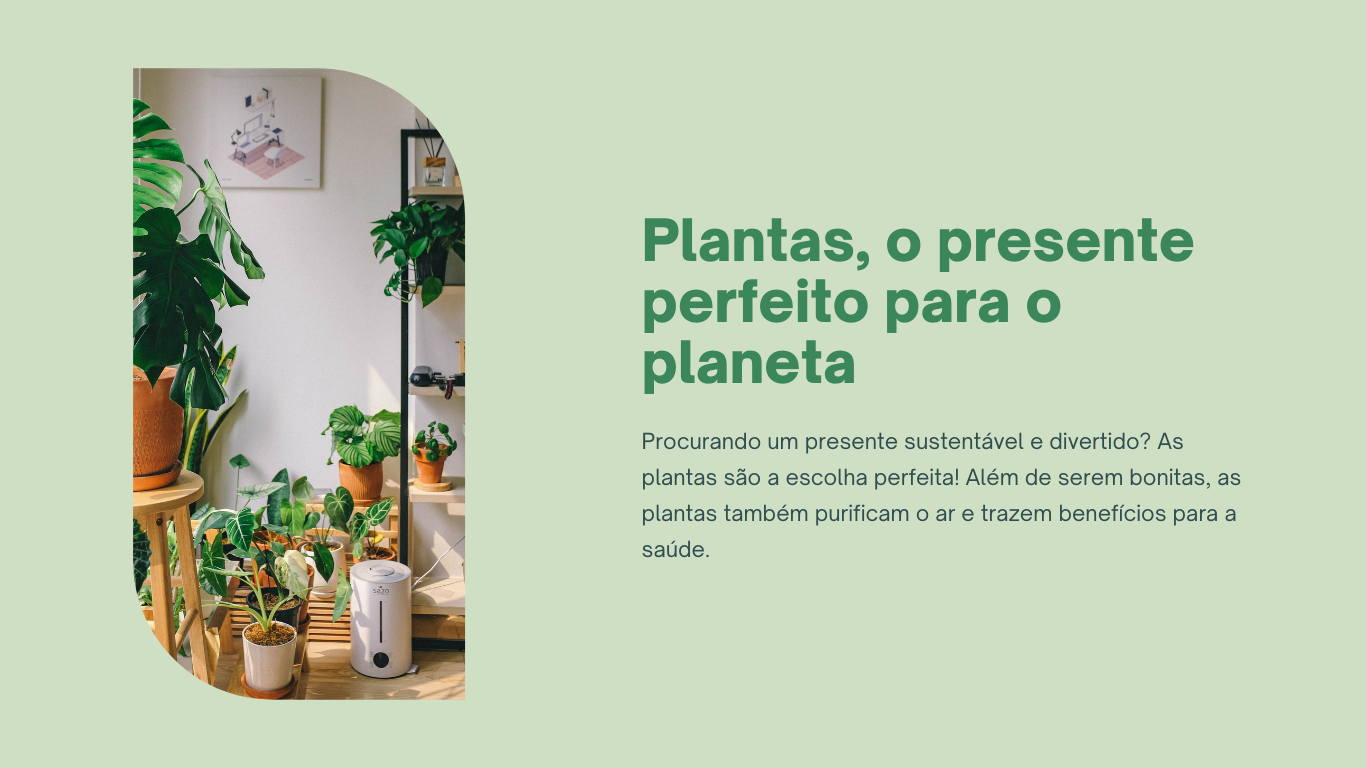 Plantas, o presente
perfeito para o
planeta
Procurando um presente sustentável e divertido? As
plantas são a escolha perfeita! Além de serem bonitas, as
plantas também purificam o ar e trazem benefícios para a
saúde.
sazo